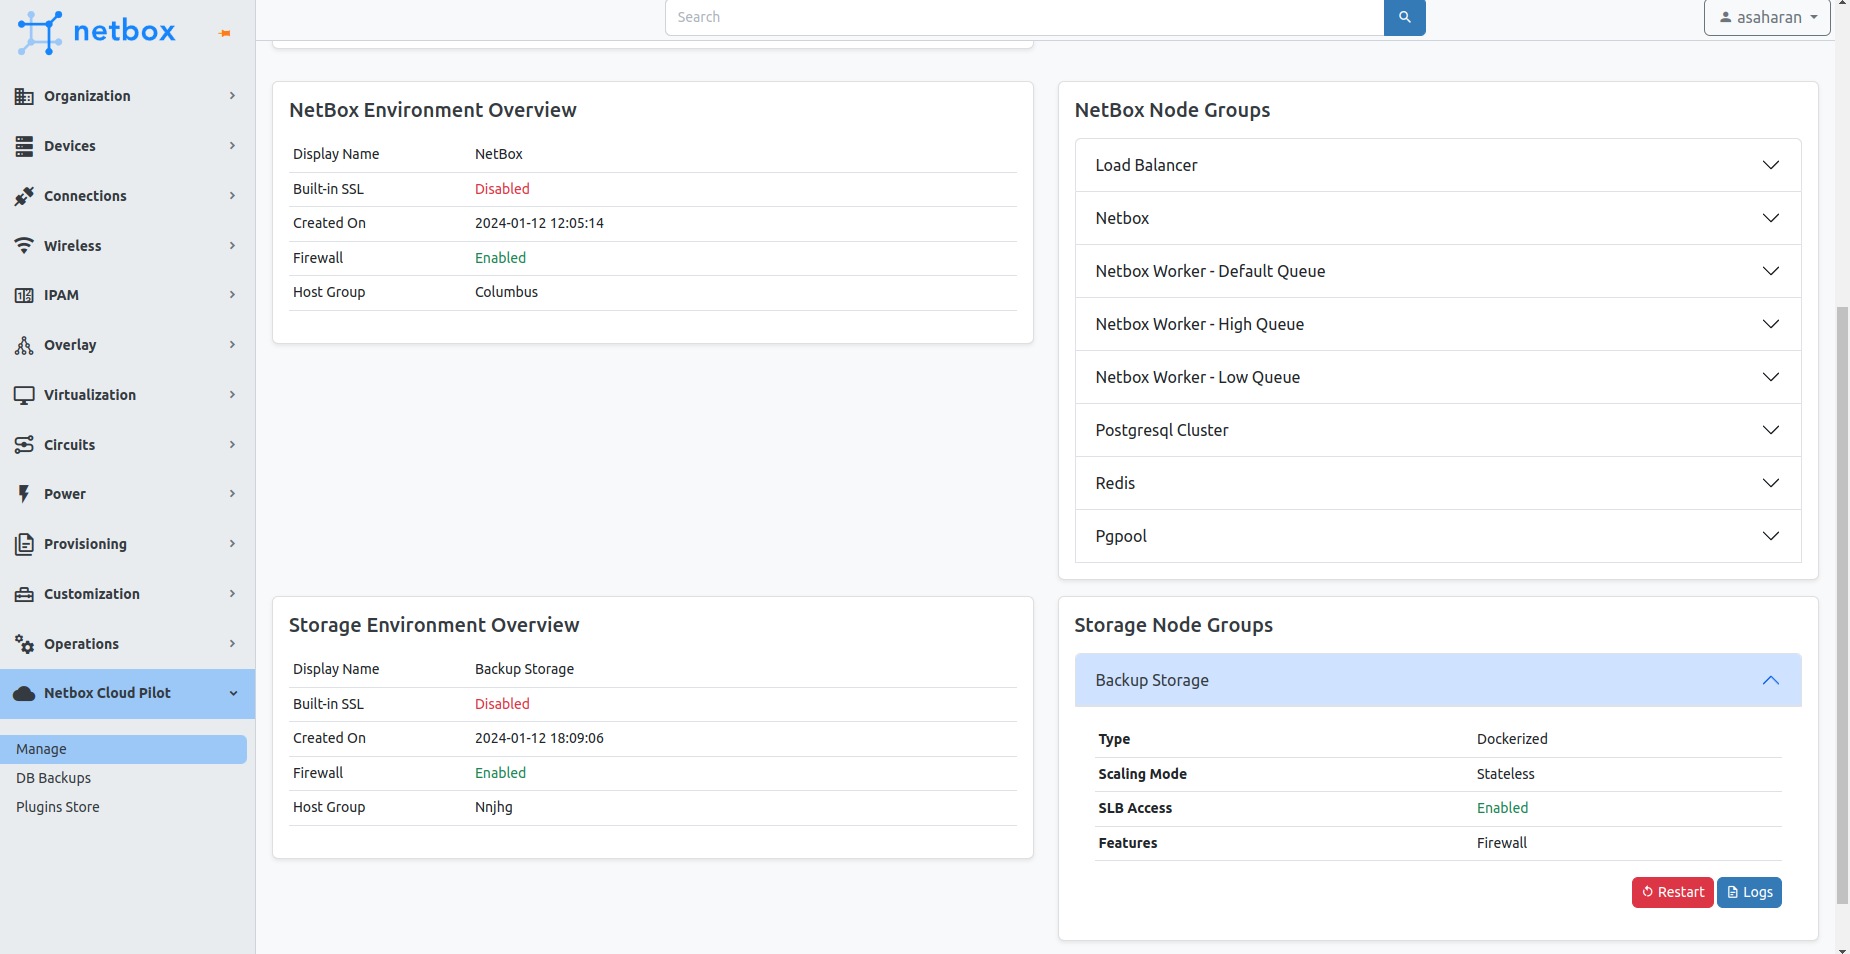 netbox
Search
asaharan
Organization
Devices
Connections
Wireless
IPAM
Overlay
Virtualization
Circuits
Power
Provisioning
Customization
Operations
Netbox Cloud Pilot
Manage
DB Backups
Plugins Store
NetBox Environment Overview
Display Name NetBox
Built-in SSL Disabled
Created On 2024-01-12 12:05:14
Firewall Enabled
Host Group Columbus
NetBox Node Groups
Load Balancer
Netbox
Netbox Worker - Default Queue
Netbox Worker - High Queue
Netbox Worker - Low Queue
Postgresql Cluster
Redis
Pgpool
Storage Environment Overview
Display Name Backup Storage
Built-in SSL Disabled
Created On 2024-01-12 18:09:06
Firewall Enabled
Host Group Nnjhg
Storage Node Groups
Backup Storage
Type Dockerized
Scaling Mode Stateless
SLB Access Enabled
Features Firewall
Restart Logs